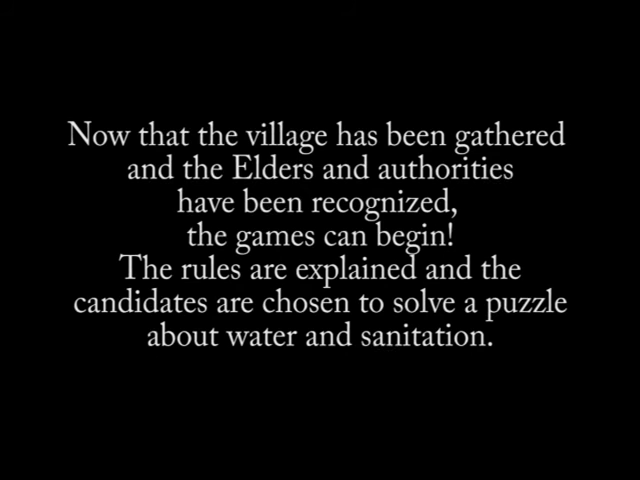 Now that the village has been gathered
and the Elders and authorities
have been recognized,
the games can begin!
The rules are explained and the
candidates are chosen to solve a puzzle
about water and sanitation.